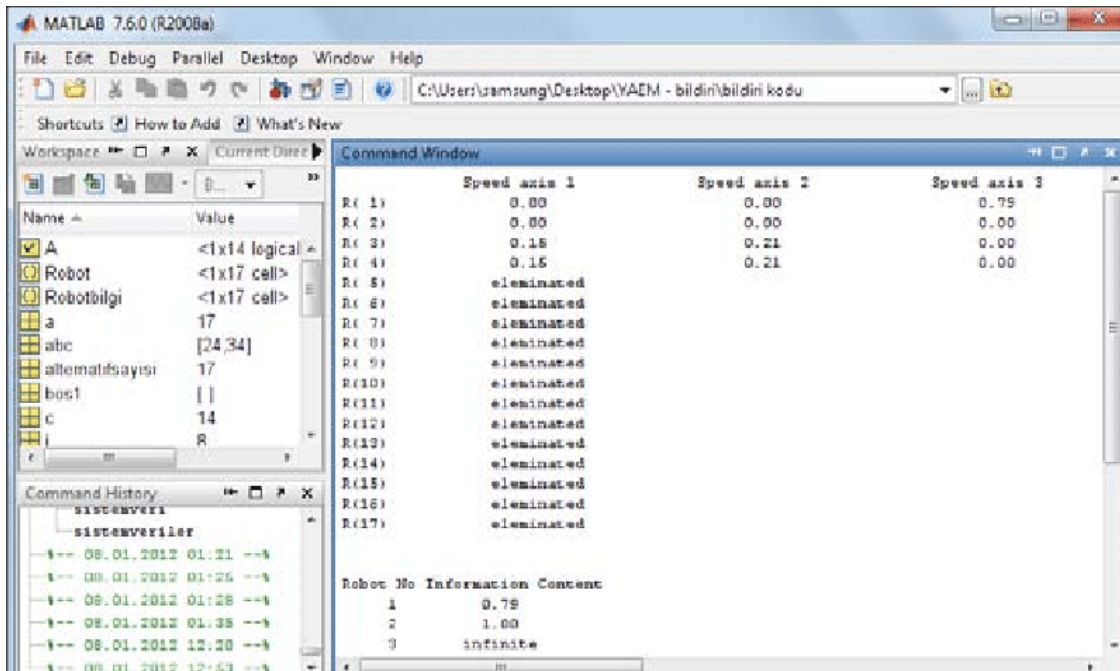 MATLAB 7.6.0 (R2008a)
File Edit Debug Parallel Desktop Window Help
C:\Users\samsung\Desktop\YAEM - bildiri\bildiri kodu
Shortcuts How to Add What's New
Workspace Current Direc
Name Value
A <1x14 logical
Robot <1x17 cell>
Robotbilgi <1x17 cell>
a 17
abc [24,34]
alternatifsayisi 17
bos1 []
c 14
i 8
Command History
sistemveri
sistemveriler
%-- 08.01.2012 01:21 --%
%-- 08.01.2012 01:25 --%
%-- 08.01.2012 01:28 --%
%-- 08.01.2012 01:35 --%
%-- 08.01.2012 12:20 --%
%-- 08.01.2012 12:53 --%
Command Window
Speed axis 1 Speed axis 2 Speed axis 3
R( 1) 0.00 0.00 0.79
R( 2) 0.00 0.00 0.00
R( 3) 0.15 0.21 0.00
R( 4) 0.15 0.21 0.00
R( 5) eleminated
R( 6) eleminated
R( 7) eleminated
R( 8) eleminated
R( 9) eleminated
R(10) eleminated
R(11) eleminated
R(12) eleminated
R(13) eleminated
R(14) eleminated
R(15) eleminated
R(16) eleminated
R(17) eleminated
Robot No Information Content
1 0.79
2 1.00
3 infinite